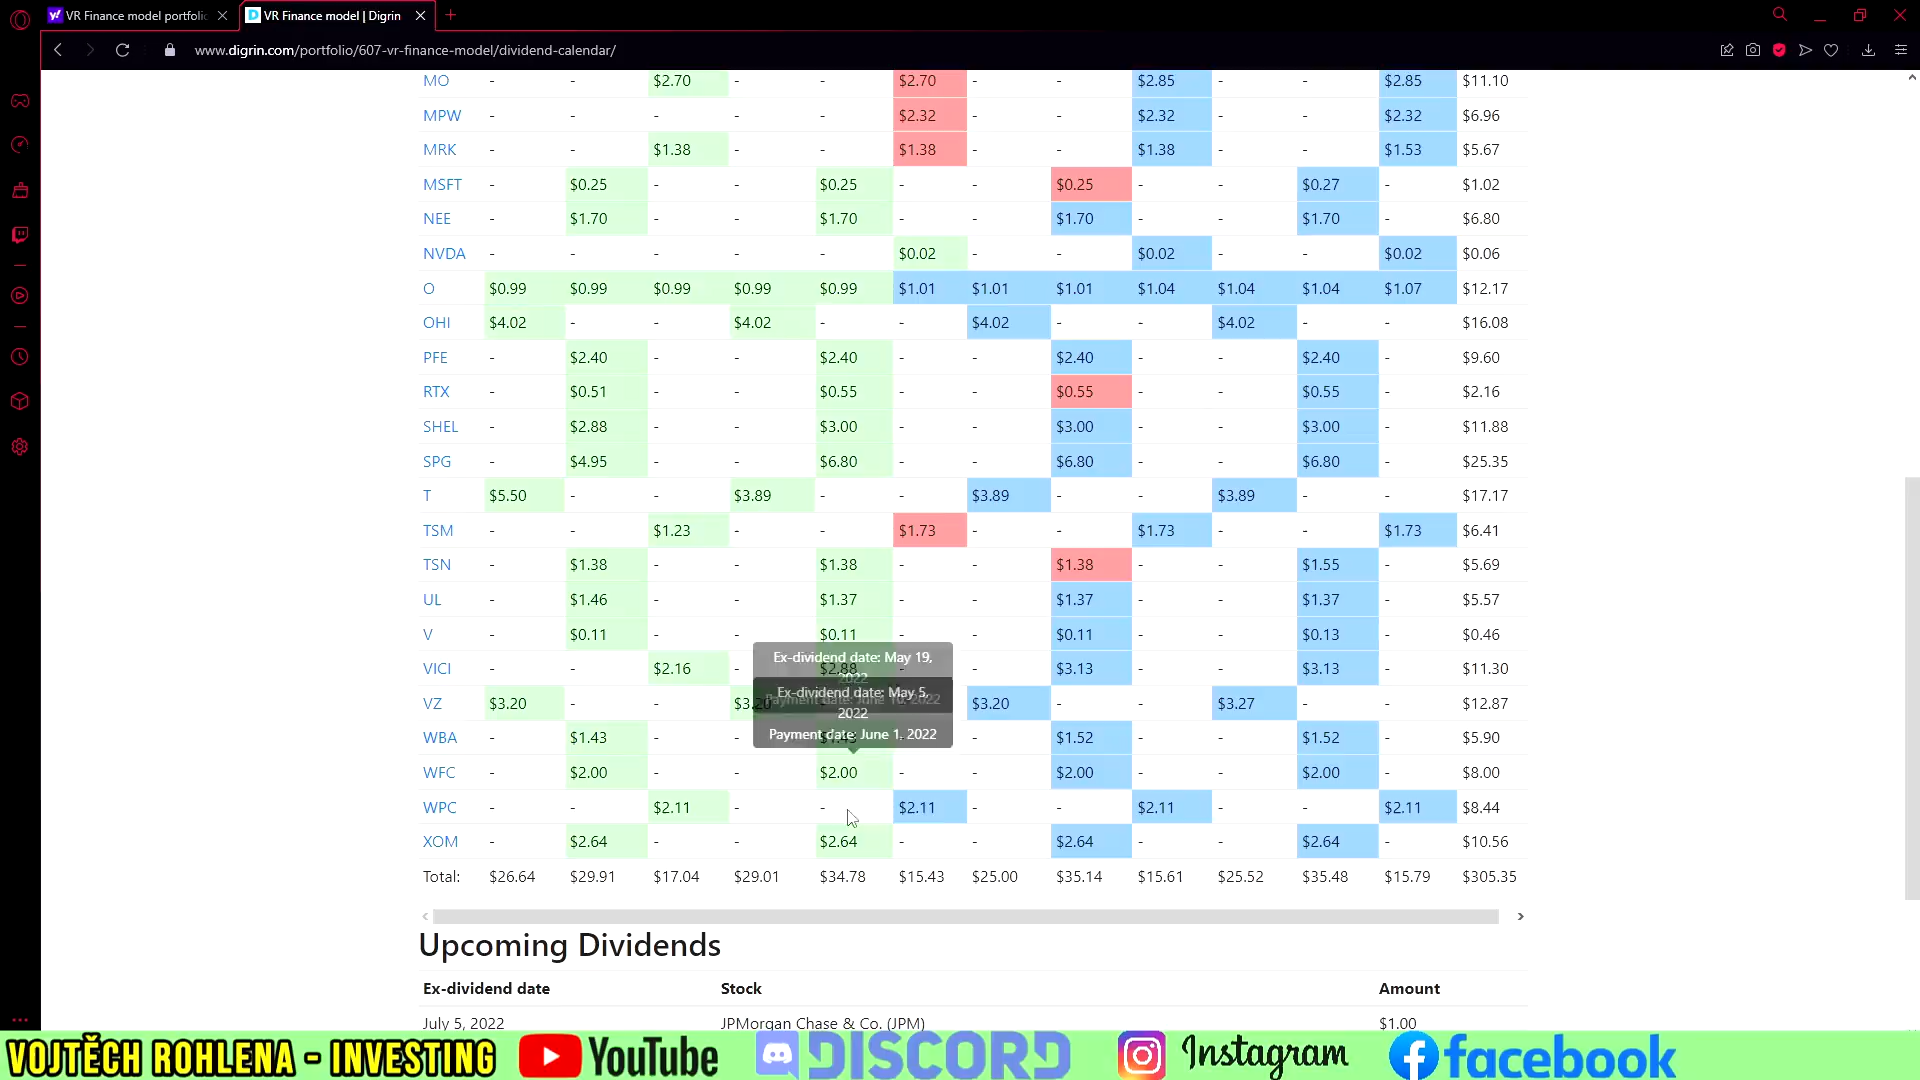 VR Finance model portfolio
VR Finance model | Digrin
www.digrin.com/portfolio/607-vr-finance-model/dividend-calendar/
MO - - $2.70 - - $2.70 - - $2.85 - - $2.85 $11.10
MPW - - - - - $2.32 - - $2.32 - - $2.32 $6.96
MRK - - $1.38 - - $1.38 - - $1.38 - - $1.53 $5.67
MSFT - $0.25 - - $0.25 - - $0.25 - - $0.27 - $1.02
NEE - $1.70 - - $1.70 - - $1.70 - - $1.70 - $6.80
NVDA - - - - - $0.02 - - $0.02 - - $0.02 $0.06
O $0.99 $0.99 $0.99 $0.99 $0.99 $1.01 $1.01 $1.01 $1.04 $1.04 $1.04 $1.07 $12.17
OHI $4.02 - - $4.02 - - $4.02 - - $4.02 - - $16.08
PFE - $2.40 - - $2.40 - - $2.40 - - $2.40 - $9.60
RTX - $0.51 - - $0.55 - - $0.55 - - $0.55 - $2.16
SHEL - $2.88 - - $3.00 - - $3.00 - - $3.00 - $11.88
SPG - $4.95 - - $6.80 - - $6.80 - - $6.80 - $25.35
T $5.50 - - $3.89 - - $3.89 - - $3.89 - - $17.17
TSM - - $1.23 - - $1.73 - - $1.73 - - $1.73 $6.41
TSN - $1.38 - - $1.38 - - $1.38 - - $1.55 - $5.69
UL - $1.46 - - $1.37 - - $1.37 - - $1.37 - $5.57
V - $0.11 - - $0.11 - - $0.11 - - $0.13 - $0.46
Ex-dividend date: May 19,
2022
VICI - - $2.16 - $2.88 - - $3.13 - - $3.13 - $11.30
Ex-dividend date: May 5,
2022
Payment date: June 1, 2022
VZ $3.20 - - $3.20 - - $3.20 - - $3.27 - - $12.87
WBA - $1.43 - - - - $1.52 - - $1.52 - $5.90
WFC - $2.00 - - $2.00 - - $2.00 - - $2.00 - $8.00
WPC - - $2.11 - - $2.11 - - $2.11 - - $2.11 $8.44
XOM - $2.64 - - $2.64 - - $2.64 - - $2.64 - $10.56
Total: $26.64 $29.91 $17.04 $29.01 $34.78 $15.43 $25.00 $35.14 $15.61 $25.52 $35.48 $15.79 $305.35
Upcoming Dividends
Ex-dividend date Stock Amount
July 5, 2022 JPMorgan Chase & Co. (JPM) $1.00
VOJTĚCH ROHLENA - INVESTING YouTube DISCORD Instagram facebook